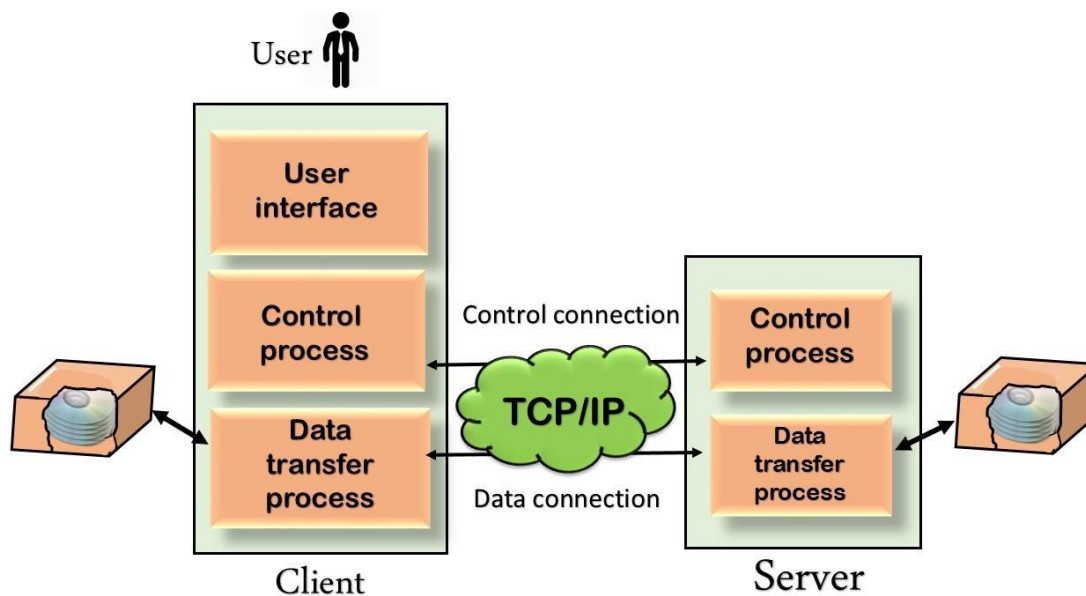 User
User
interface
Control
process
Data
transfer
process
Client
Control connection
TCP/IP
Data connection
Control
process
Data
transfer
process
Server